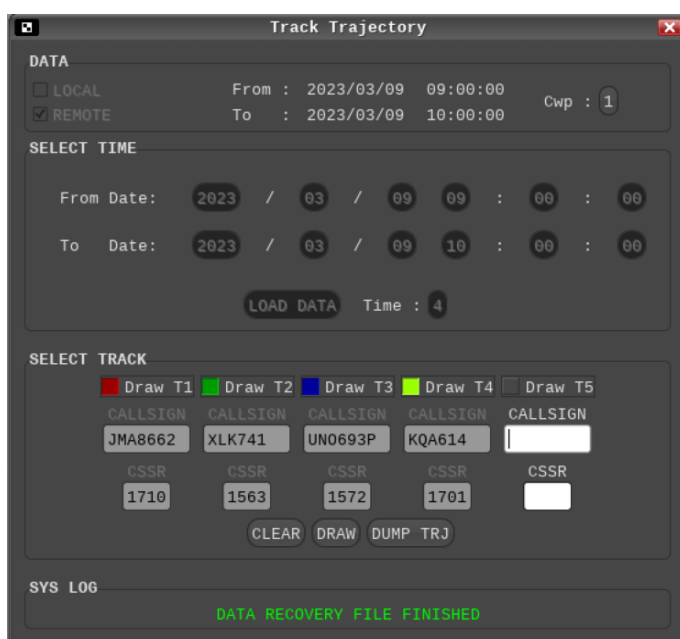 Track Trajectory
DATA
LOCAL From : 2023/03/09 09:00:00
REMOTE To : 2023/03/09 10:00:00
Cwp : 1
SELECT TIME
From Date: 2023 / 03 / 09 09 : 00 : 00
To Date: 2023 / 03 / 09 10 : 00 : 00
LOAD DATA Time : 4
SELECT TRACK
Draw T1 Draw T2 Draw T3 Draw T4 Draw T5
CALLSIGN CALLSIGN CALLSIGN CALLSIGN CALLSIGN
JMA8662 XLK741 UNO693P KQA614
CSSR CSSR CSSR CSSR CSSR
1710 1563 1572 1701
CLEAR DRAW DUMP TRJ
SYS LOG
DATA RECOVERY FILE FINISHED